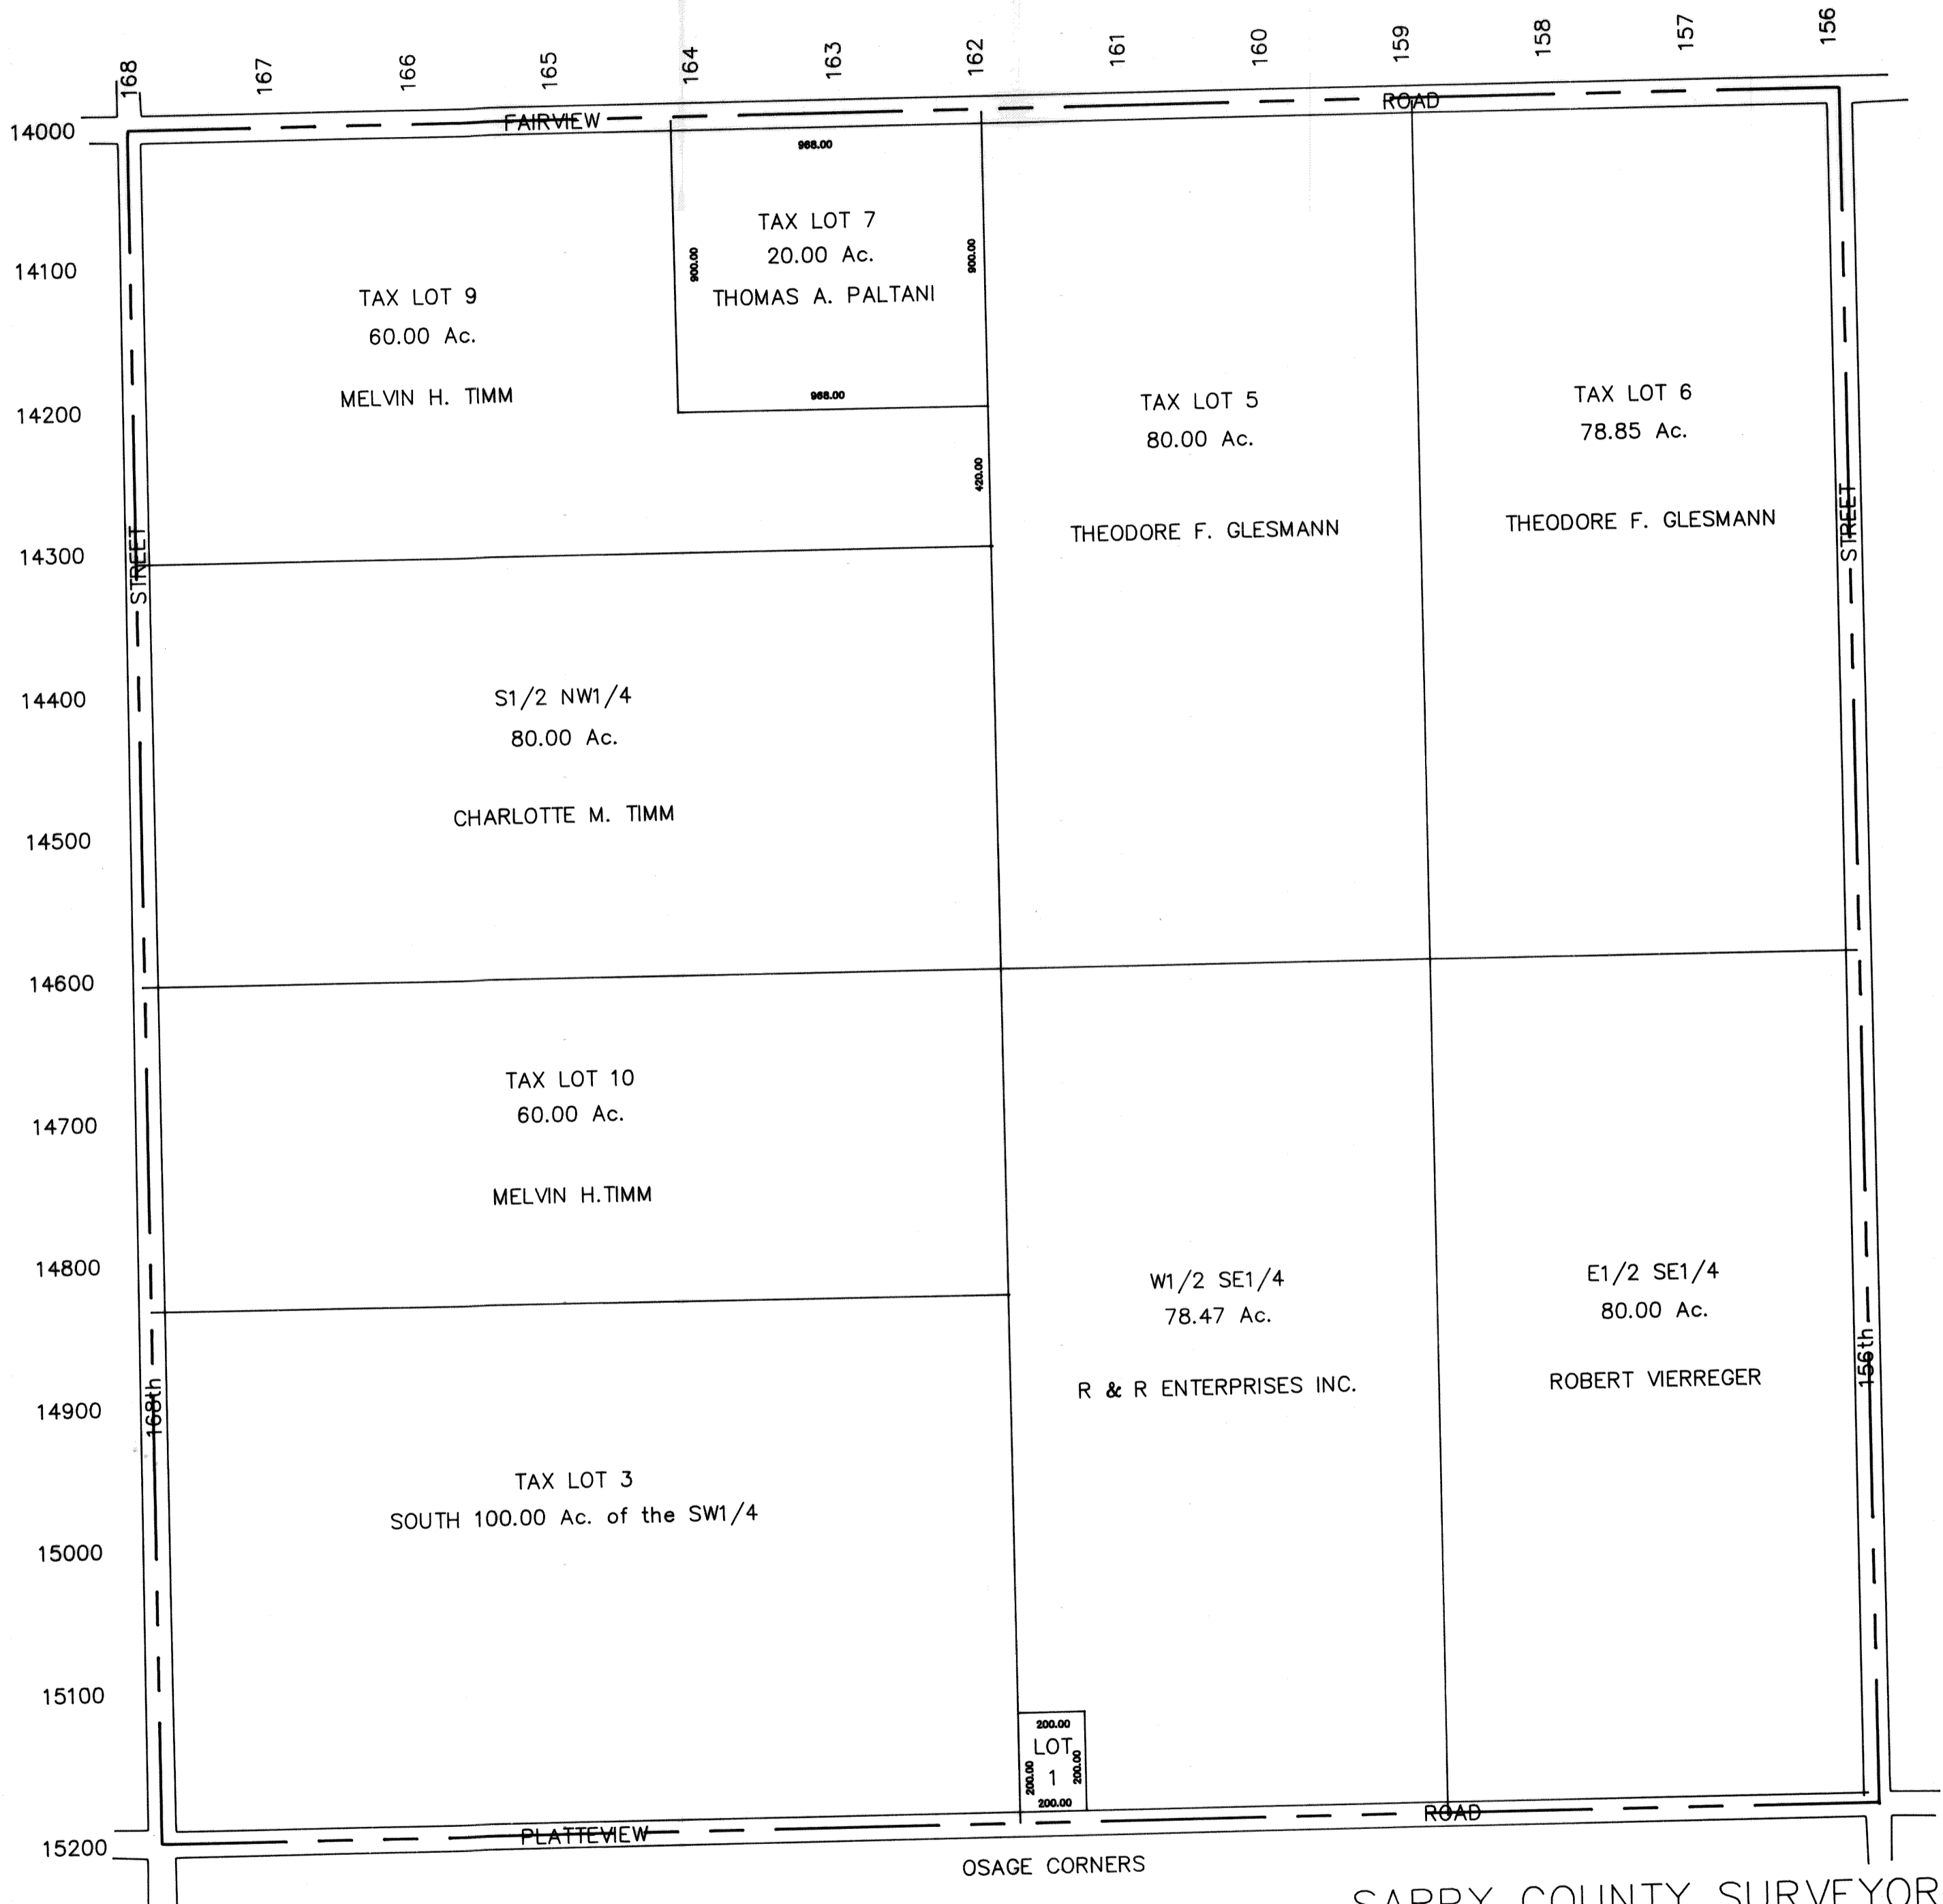 168
167
166
165
164
163
162
161
160
159
158
157
156
14000
FAIRVIEW
ROAD
968.00
TAX LOT 7
20.00 Ac.
THOMAS A. PALTANI
900.00
900.00
968.00
420.00
14100
TAX LOT 9
60.00 Ac.
MELVIN H. TIMM
14200
TAX LOT 5
80.00 Ac.
THEODORE F. GLESMANN
TAX LOT 6
78.85 Ac.
THEODORE F. GLESMANN
STREET
STREET
14300
14400
S1/2 NW1/4
80.00 Ac.
CHARLOTTE M. TIMM
14500
14600
TAX LOT 10
60.00 Ac.
14700
MELVIN H.TIMM
14800
W1/2 SE1/4
78.47 Ac.
R & R ENTERPRISES INC.
E1/2 SE1/4
80.00 Ac.
ROBERT VIERREGER
168th
156th
14900
TAX LOT 3
SOUTH 100.00 Ac. of the SW1/4
15000
15100
200.00
LOT
1
200.00
200.00
200.00
15200
PLATTEVIEW
ROAD
OSAGE CORNERS
SARPY COUNTY SURVEYOR